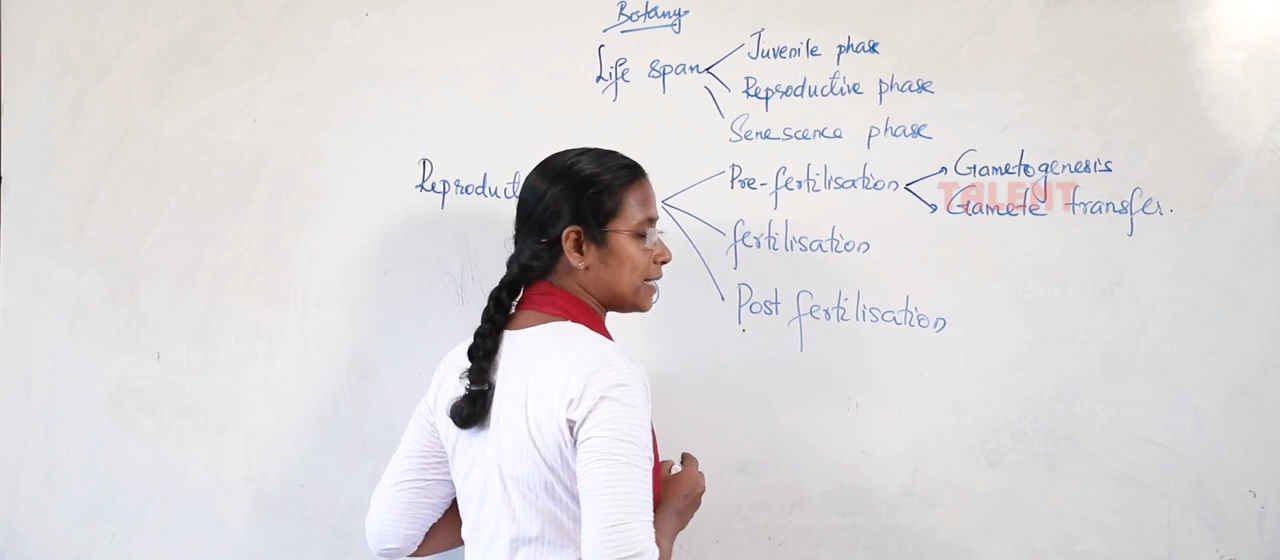 Botany
Life span
Juvenile phase
Reproductive phase
Senescence phase
Pre-fertilisation
Gametogenesis
TALENT
Gamete transfer.
fertilisation
Post fertilisation